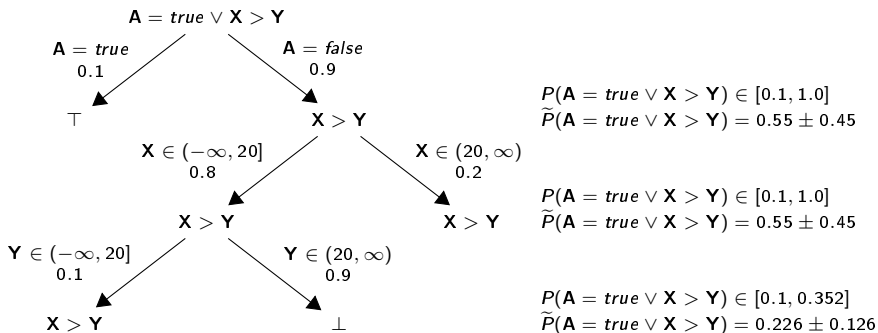 A = true ∨ X > Y
A = true
0.1
A = false
0.9
⊤
X > Y
P(A = true ∨ X > Y) ∈ [0.1, 1.0]
P̃(A = true ∨ X > Y) = 0.55 ± 0.45
X ∈ (−∞, 20]
0.8
X ∈ (20, ∞)
0.2
X > Y
X > Y
P(A = true ∨ X > Y) ∈ [0.1, 1.0]
P̃(A = true ∨ X > Y) = 0.55 ± 0.45
Y ∈ (−∞, 20]
0.1
Y ∈ (20, ∞)
0.9
X > Y
⊥
P(A = true ∨ X > Y) ∈ [0.1, 0.352]
P̃(A = true ∨ X > Y) = 0.226 ± 0.126